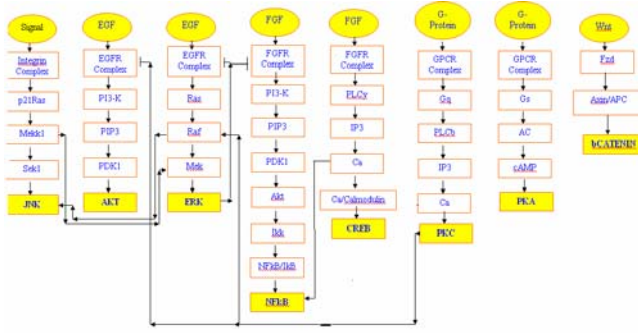 Signal
EGF
EGF
FGF
FGF
G-
Protein
G-
Protein
Wnt
Integrin
Complex
EGFR
Complex
EGFR
Complex
FGFR
Complex
FGFR
Complex
GPCR
Complex
GPCR
Complex
Fzd
p21Ras
PI3-K
Ras
PI3-K
PLCy
Gq
Gs
Axin/APC
Mekk1
PIP3
Raf
PIP3
IP3
PLCb
AC
bCATENIN
Sek1
PDK1
Mek
PDK1
Ca
IP3
cAMP
JNK
AKT
ERK
Akt
Ca/Calmodulin
Ca
PKA
Ikk
CREB
PKC
NFkB/IkB
NFkB